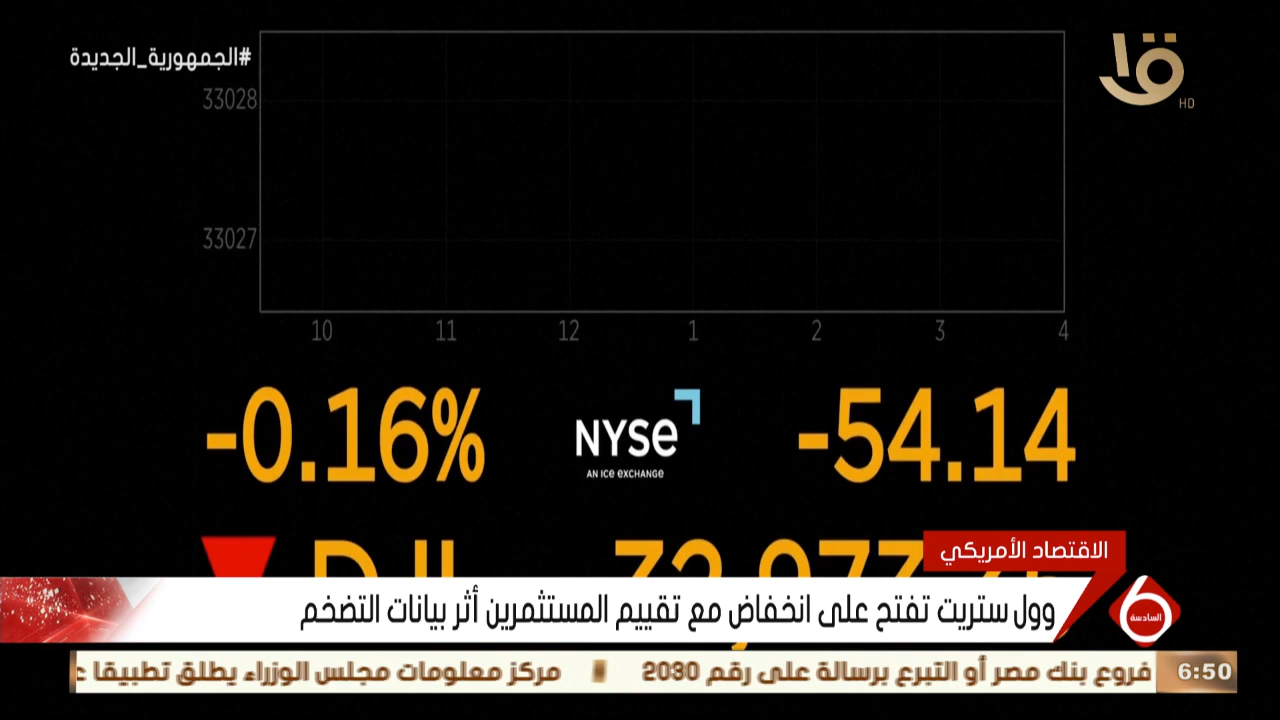 #الجمهورية_الجديدة
HD
33028
33027
10 11 12 1 2 3 4
-0.16% NYSE -54.14
AN ICE EXCHANGE
الاقتصاد الأمريكي
وول ستريت تفتح على انخفاض مع تقييم المستثمرين أثر بيانات التضخم
السادسة
6:50 فروع بنك مصر أو التبرع برسالة على رقم 2030 مركز معلومات مجلس الوزراء يطلق تطبيقا